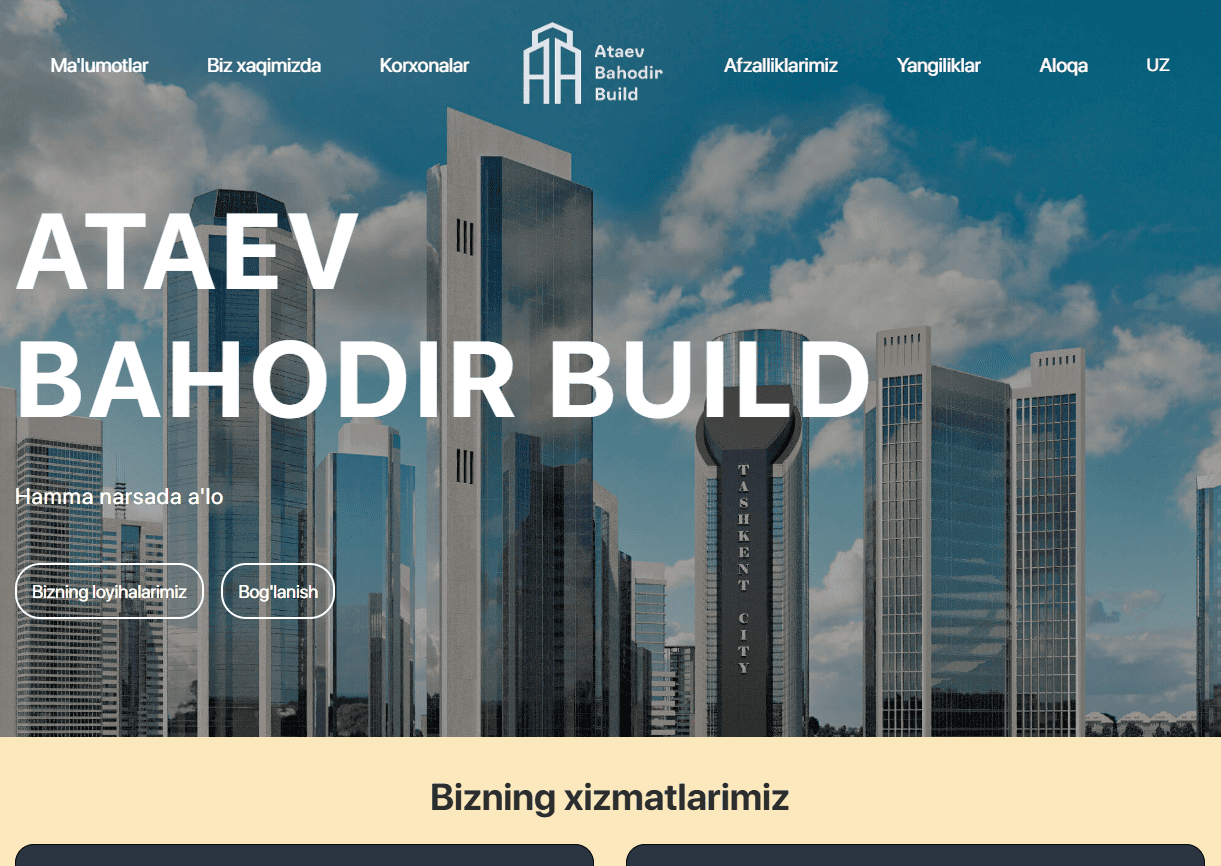 Ma'lumotlar
Biz xaqimizda
Korxonalar
Ataev
Bahodir
Build
Afzalliklarimiz
Yangiliklar
Aloqa
UZ
ATAEV
BAHODIR BUILD
Hamma narsada a'lo
Bizning loyihalarimiz
Bog'lanish
TASHKENT CITY
Bizning xizmatlarimiz